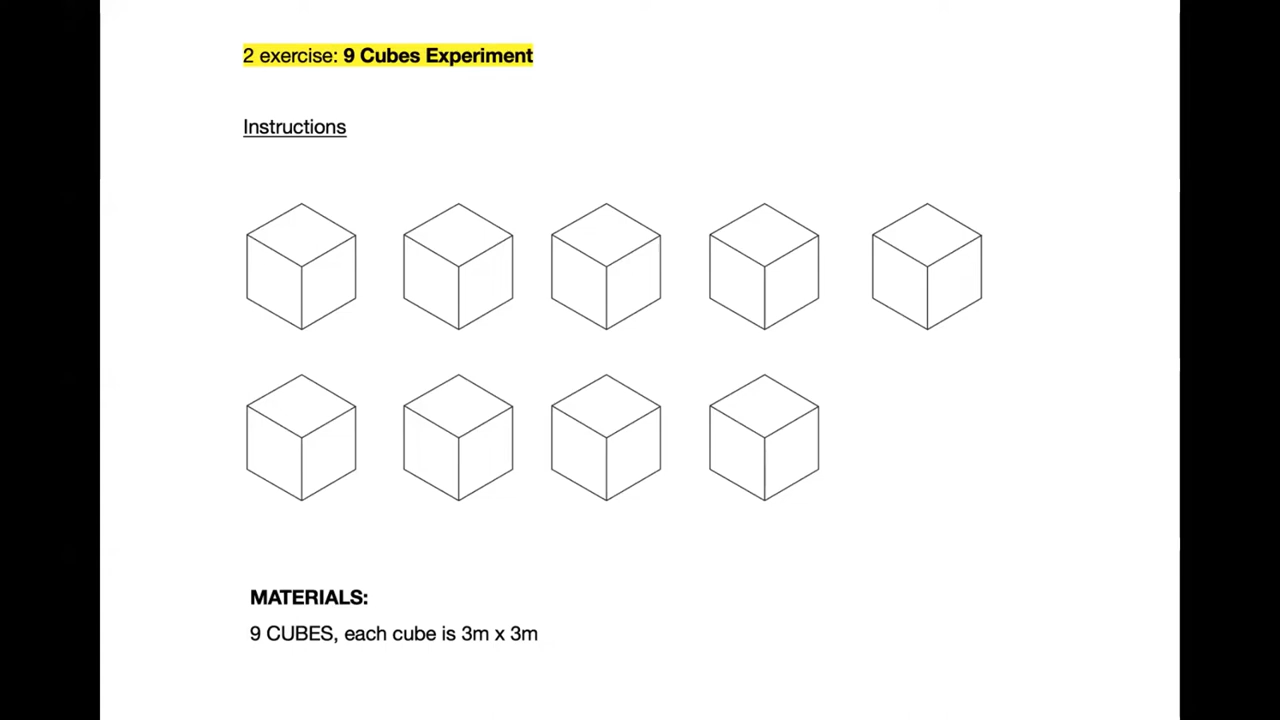 2 exercise: 9 Cubes Experiment
Instructions
MATERIALS:
9 CUBES, each cube is 3m x 3m